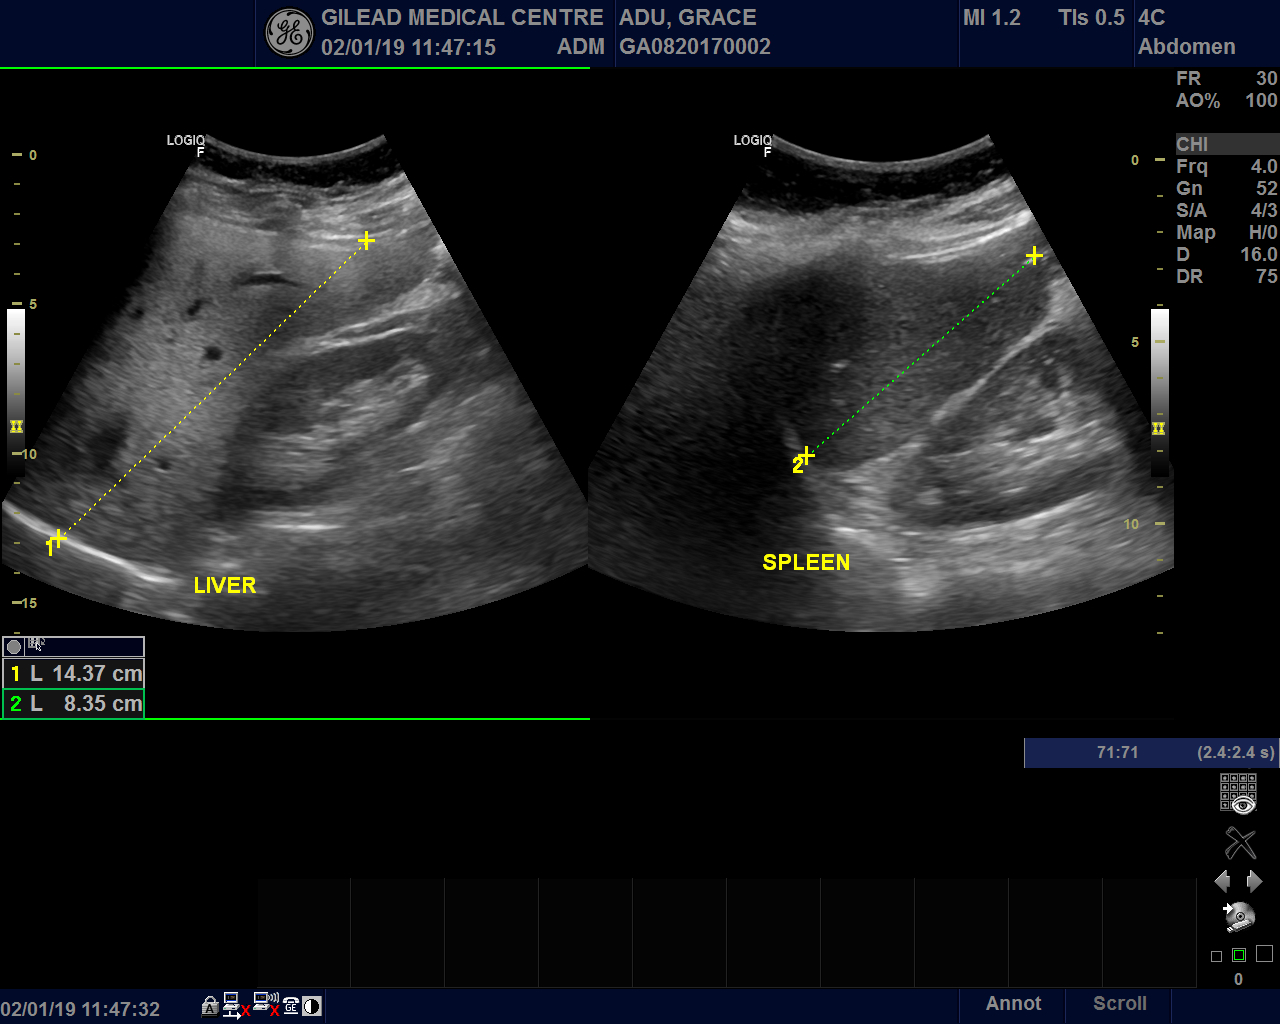 GILEAD MEDICAL CENTRE
02/01/19 11:47:15 ADM
ADU, GRACE
GA0820170002
MI 1.2 TIs 0.5
4C
Abdomen
FR 30
AO% 100
CHI
Frq 4.0
Gn 52
S/A 4/3
Map H/0
D 16.0
DR 75
LOGIQ
F
0
5
10
15
1
LIVER
LOGIQ
F
0
5
10
2
SPLEEN
1 L 14.37 cm
2 L 8.35 cm
71:71 (2.4:2.4 s)
0
02/01/19 11:47:32
Annot
Scroll